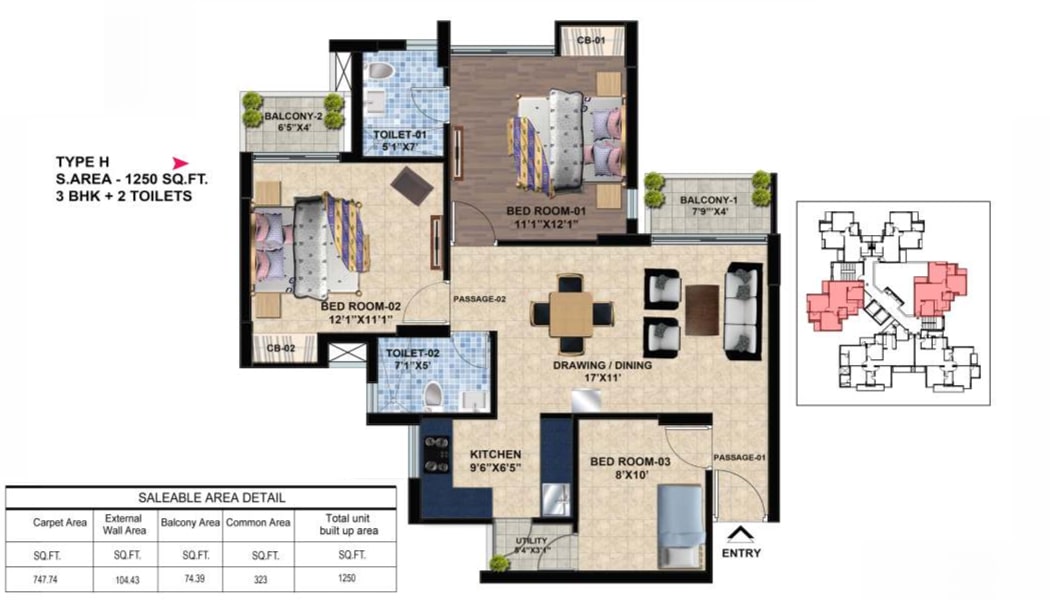 CB-01
BALCONY-2
6'5"X4'
TOILET-01
5'1"X7'
TYPE H
S.AREA - 1250 SQ.FT.
3 BHK + 2 TOILETS
BED ROOM-01
11'1"X12'1"
BALCONY-1
7'9"'X4'
BED ROOM-02
12'1"X11'1"
PASSAGE-02
CB-02
TOILET-02
7'1"X5'
DRAWING / DINING
17'X11'
KITCHEN
9'6"X6'5"
BED ROOM-03
8'X10'
PASSAGE-01
UTILITY
ENTRY
SALEABLE AREA DETAIL
Carpet Area External Wall Area Balcony Area Common Area Total unit built up area
SQ.FT. SQ.FT. SQ.FT. SQ.FT. SQ.FT.
747.74 104.43 74.39 323 1250